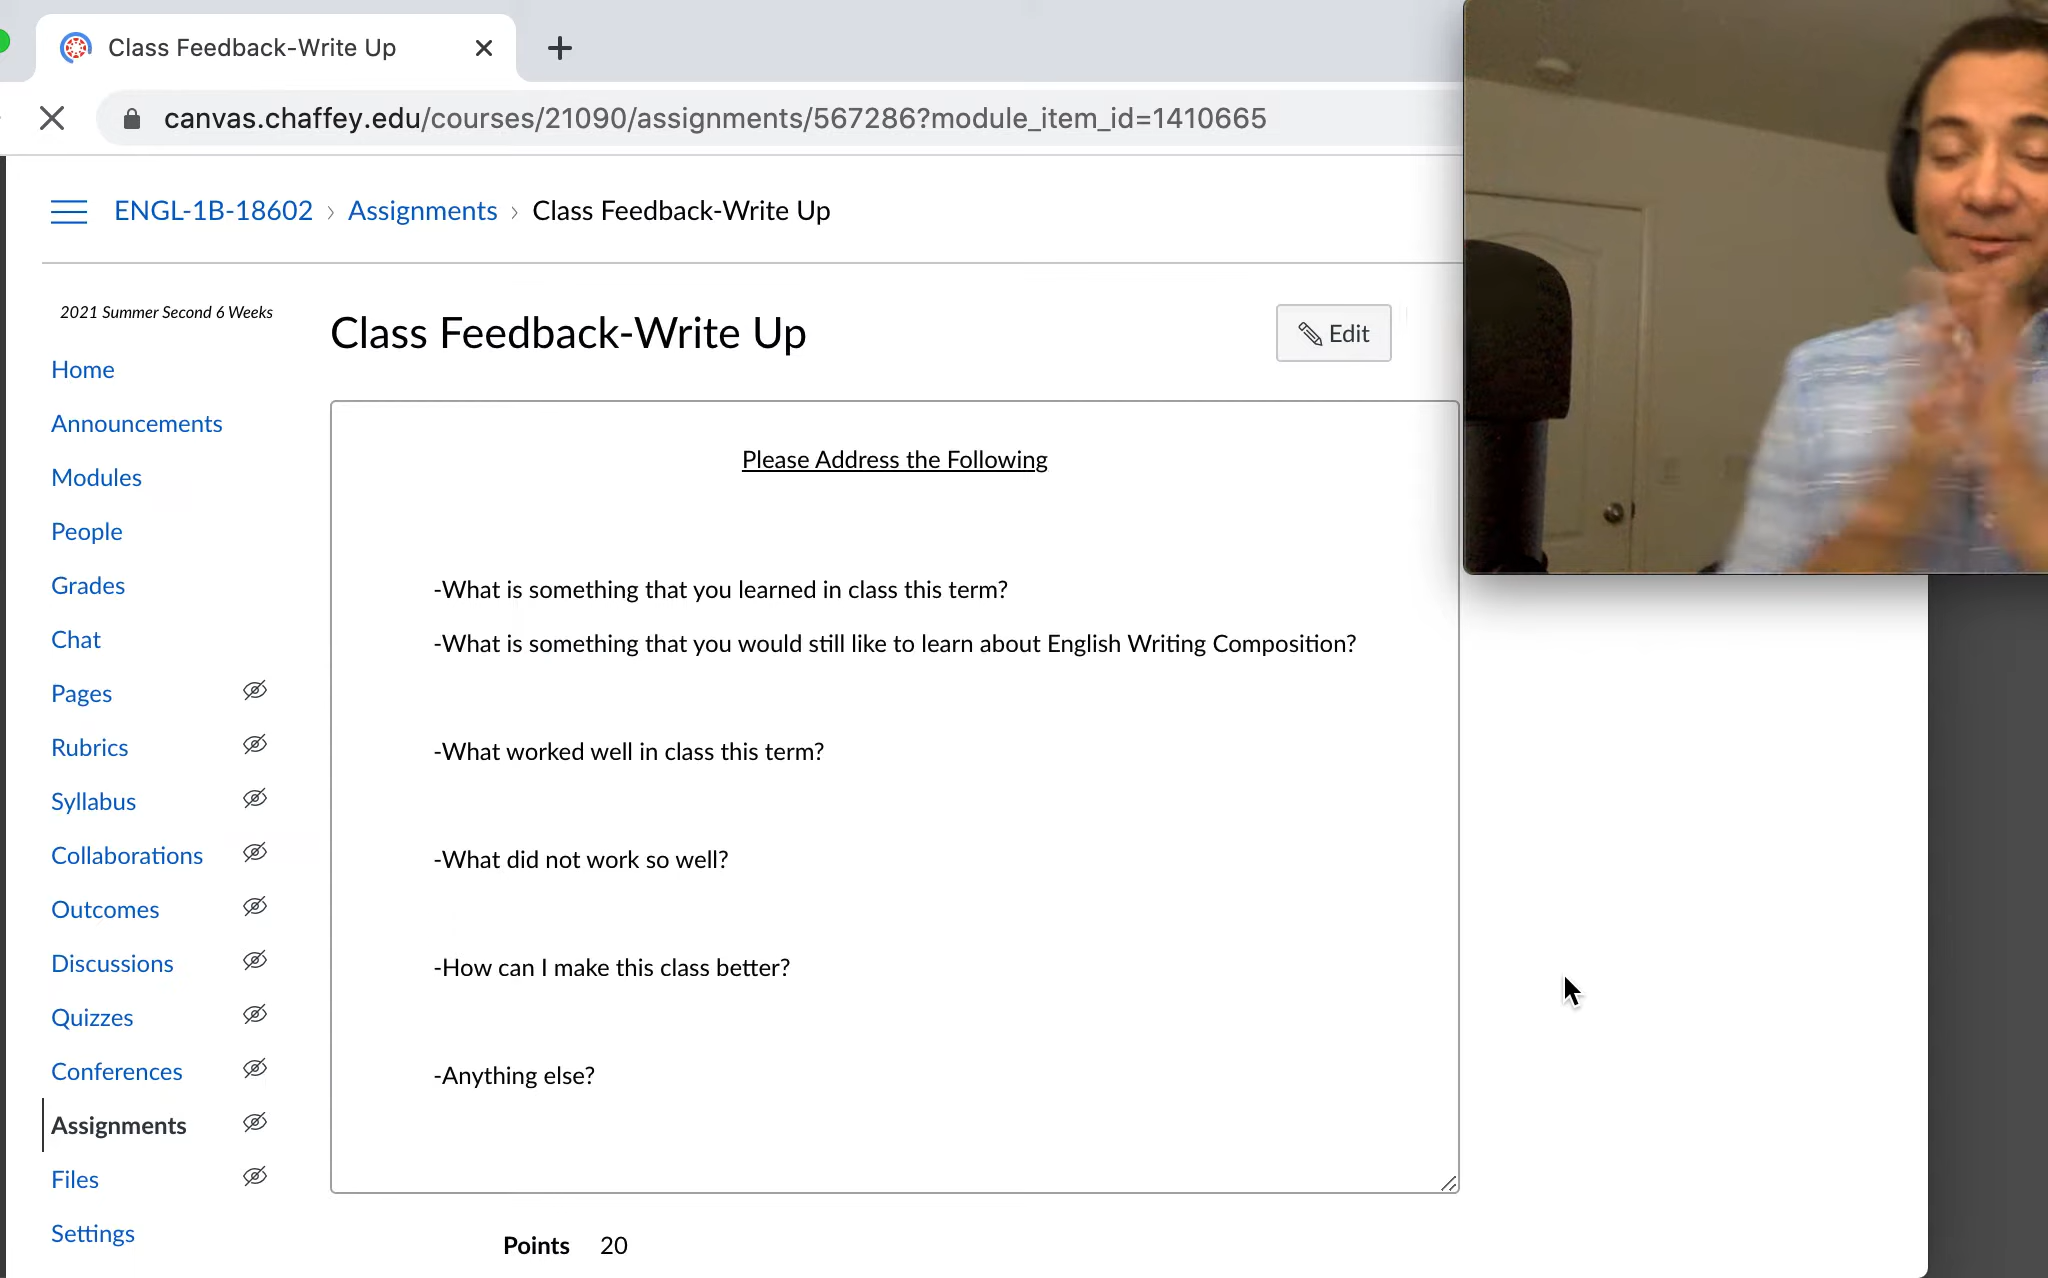 Class Feedback-Write Up
canvas.chaffey.edu/courses/21090/assignments/567286?module_item_id=1410665
ENGL-1B-18602 › Assignments › Class Feedback-Write Up
2021 Summer Second 6 Weeks
Home
Announcements
Modules
People
Grades
Chat
Pages
Rubrics
Syllabus
Collaborations
Outcomes
Discussions
Quizzes
Conferences
Assignments
Files
Settings
Class Feedback-Write Up
Edit
Please Address the Following
-What is something that you learned in class this term?
-What is something that you would still like to learn about English Writing Composition?
-What worked well in class this term?
-What did not work so well?
-How can I make this class better?
-Anything else?
Points 20